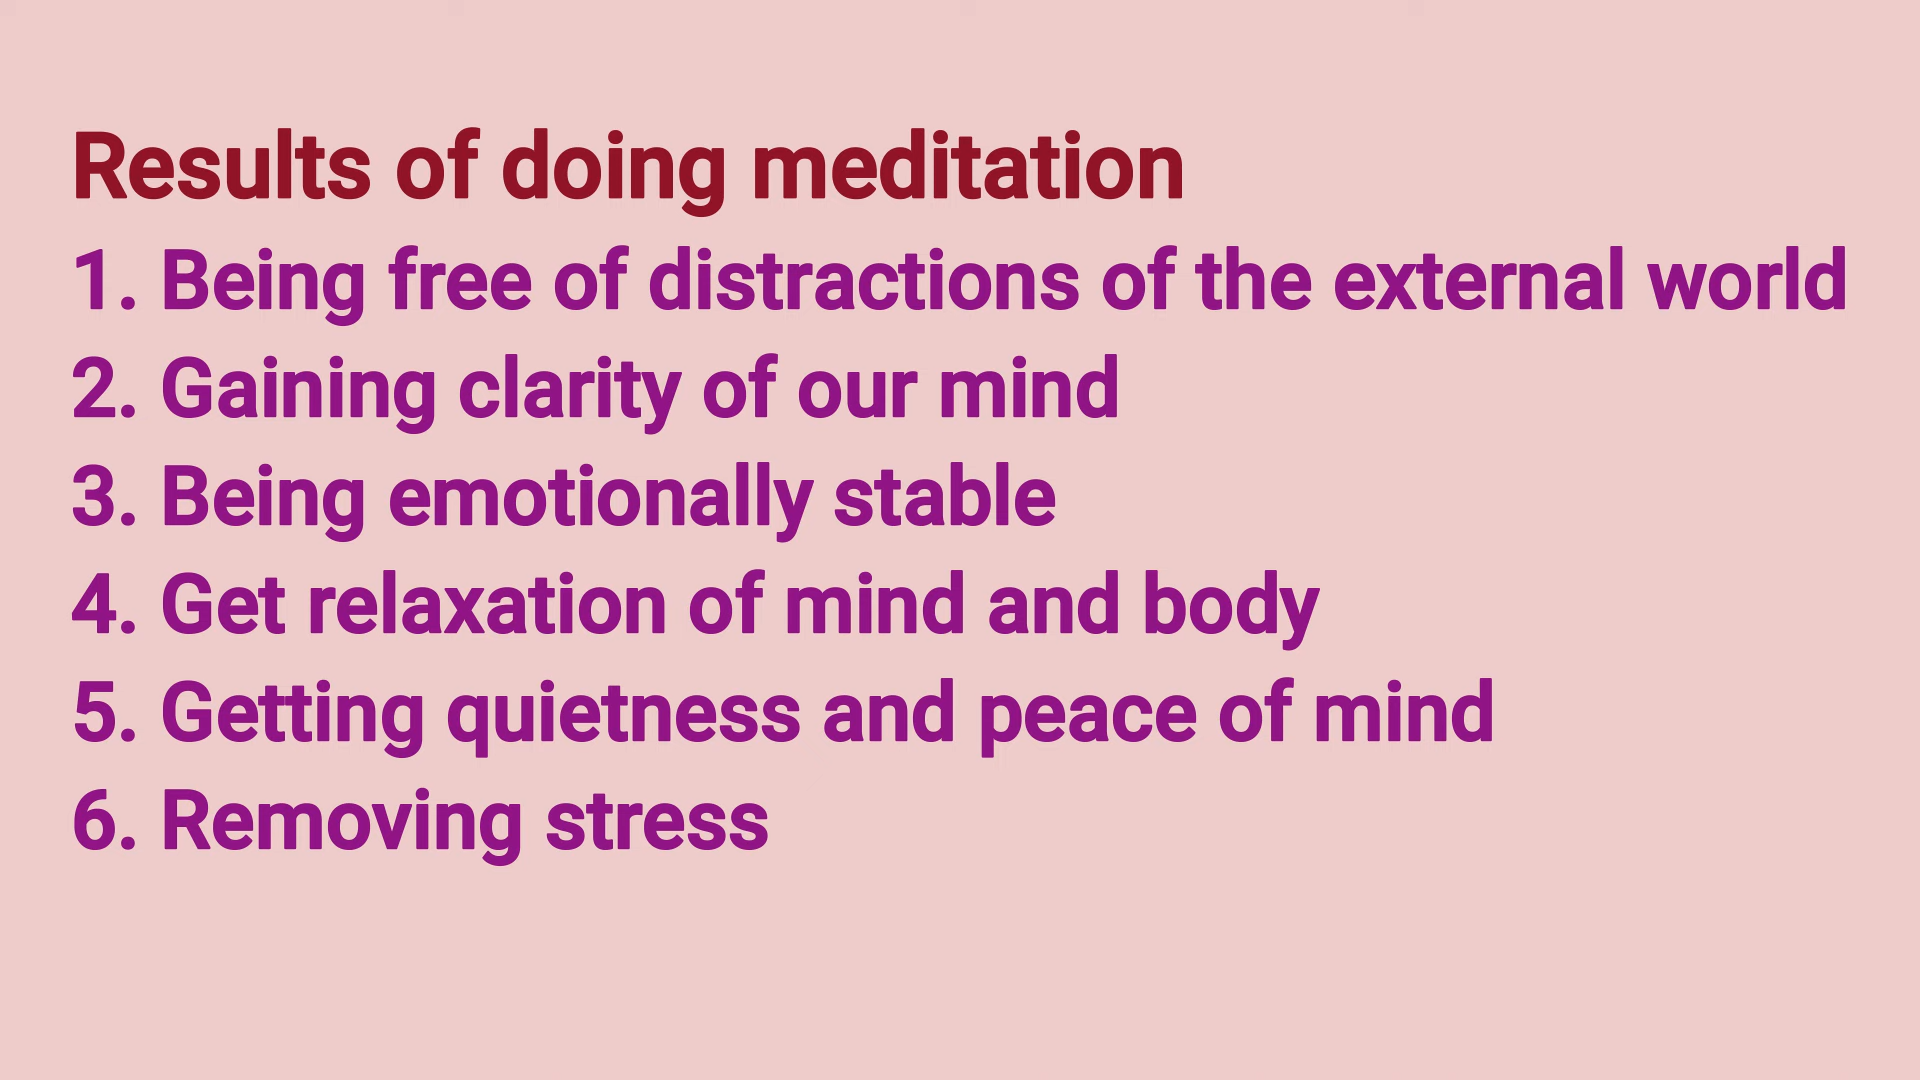 Results of doing meditation
1. Being free of distractions of the external world
2. Gaining clarity of our mind
3. Being emotionally stable
4. Get relaxation of mind and body
5. Getting quietness and peace of mind
6. Removing stress